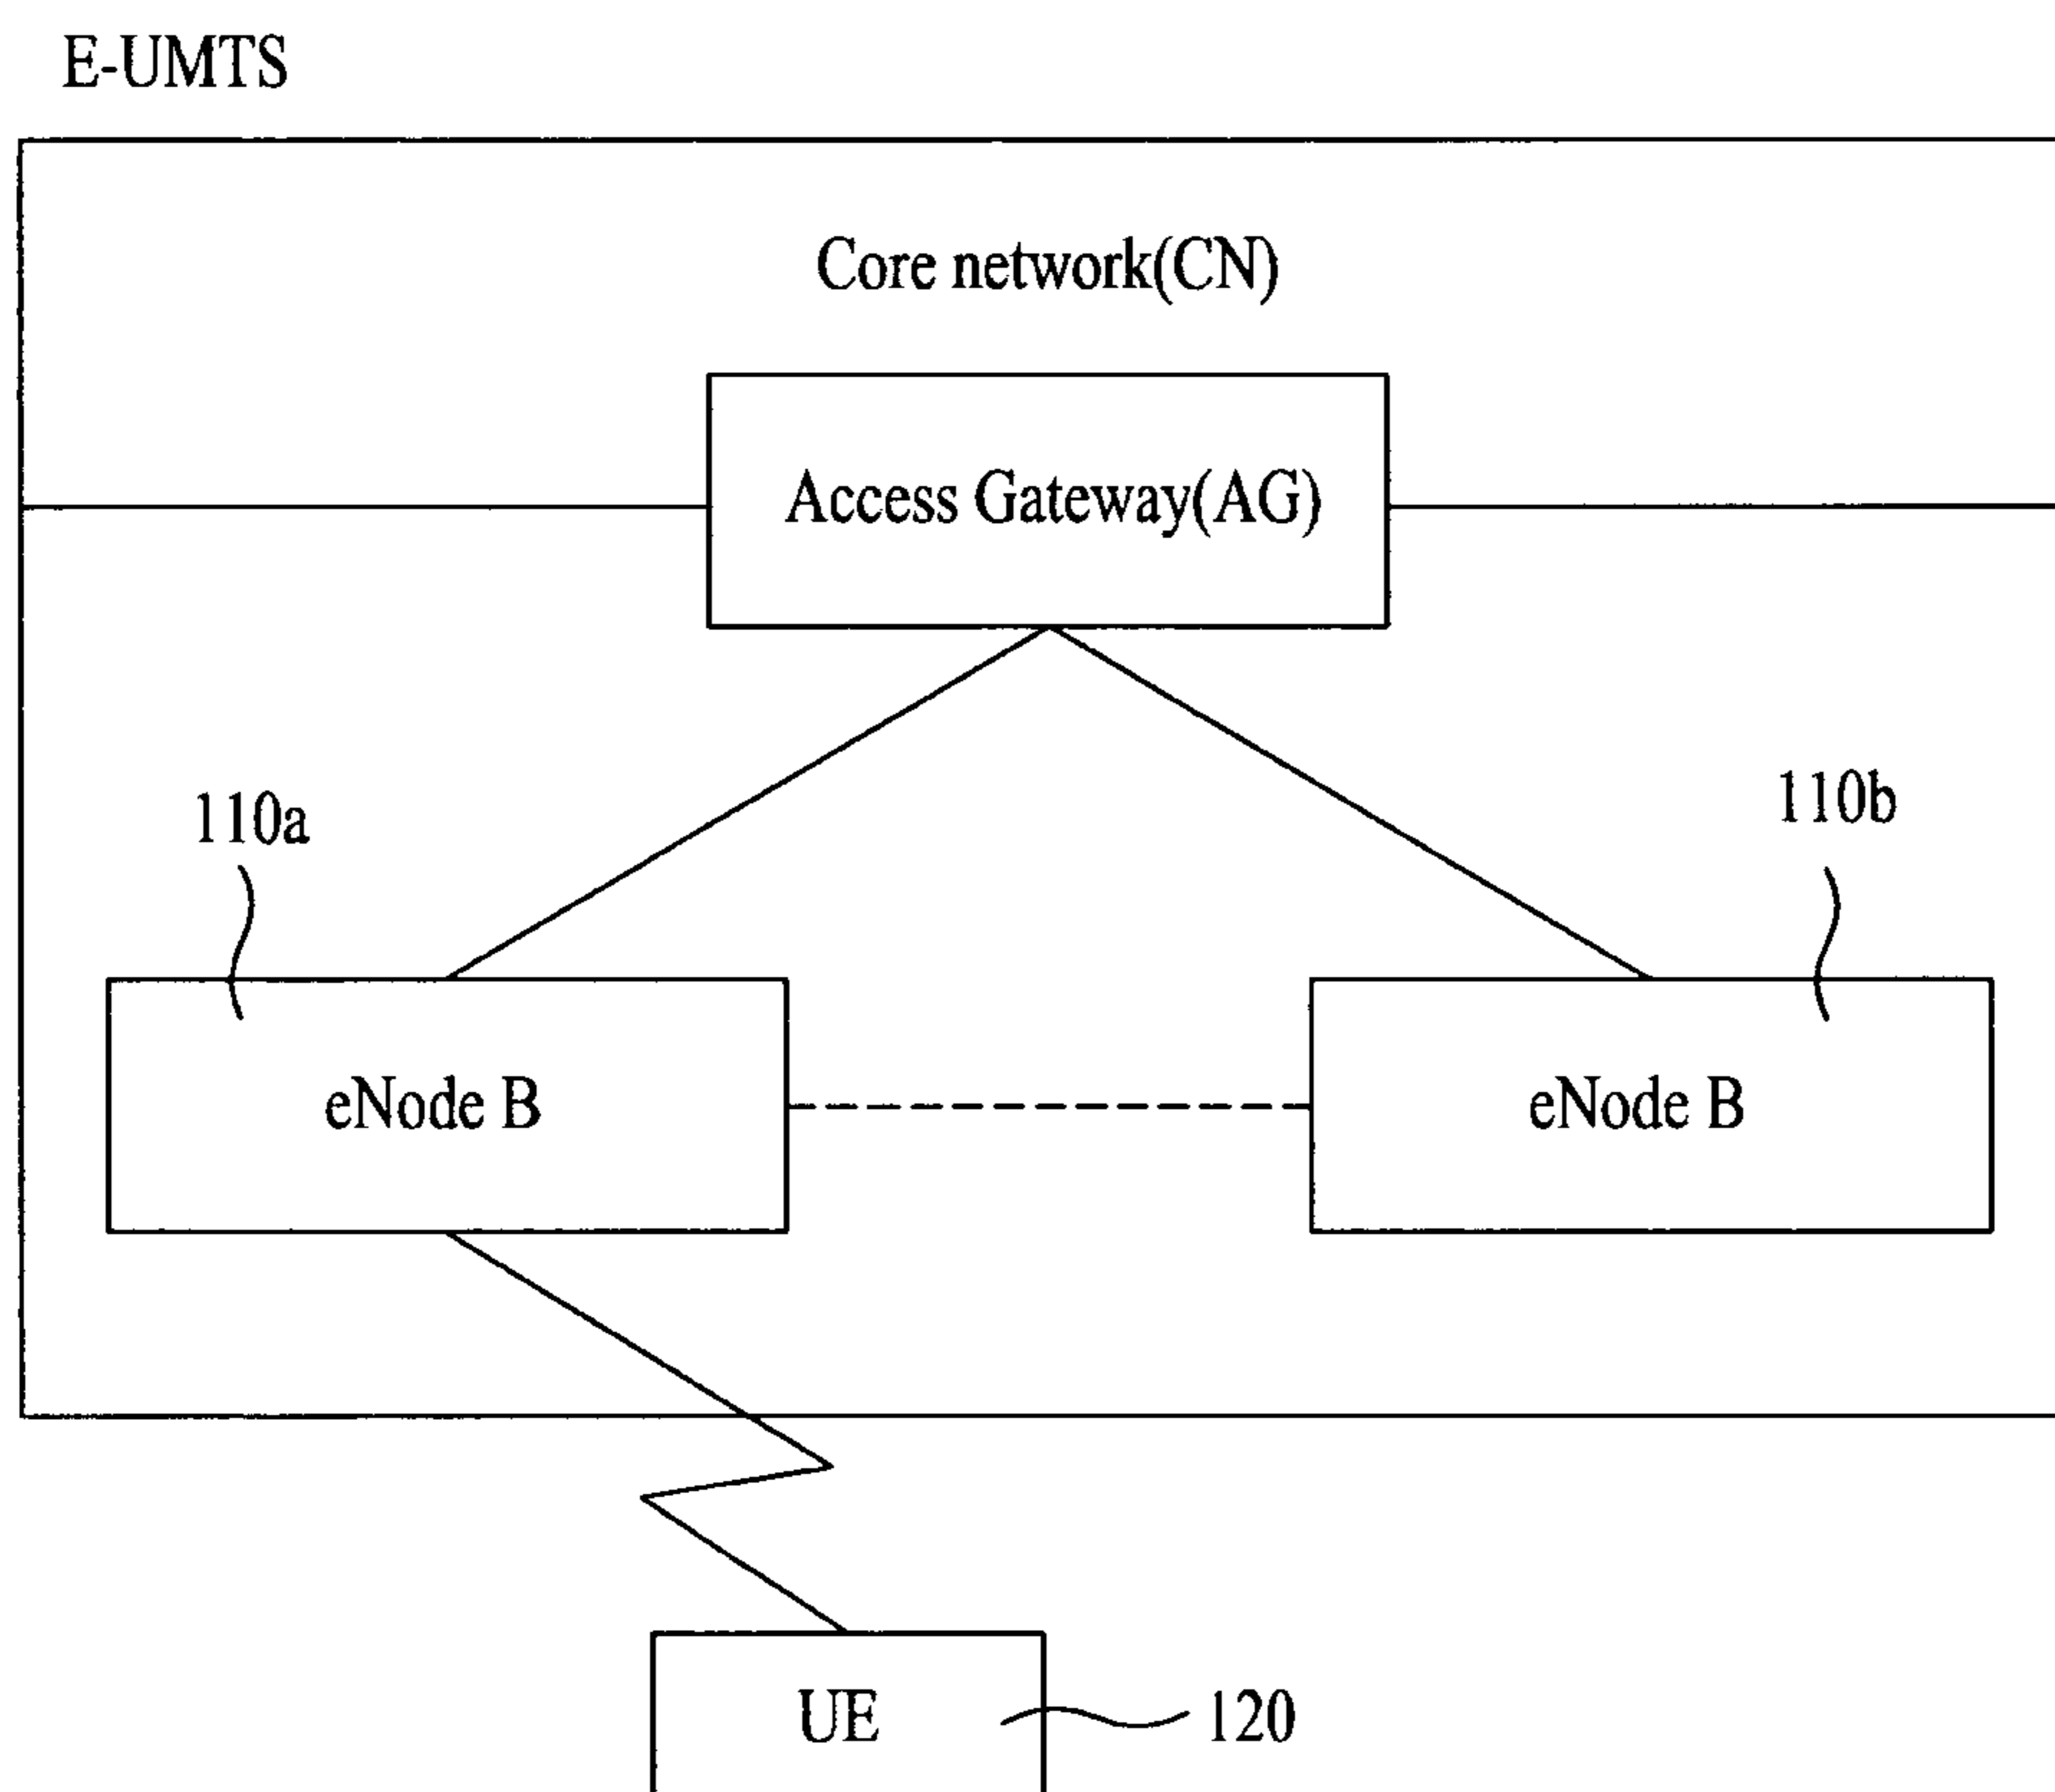 E-UMTS
Core network(CN)
Access Gateway(AG)
110a
110b
eNode B
eNode B
UE
120